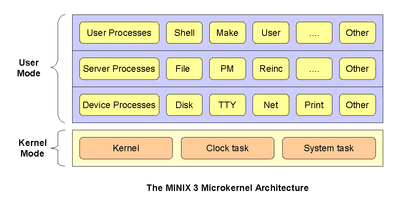 User Mode
User Processes Shell Make User .... Other
Server Processes File PM Reinc .... Other
Device Processes Disk TTY Net Print Other
Kernel Mode
Kernel Clock task System task
The MINIX 3 Microkernel Architecture